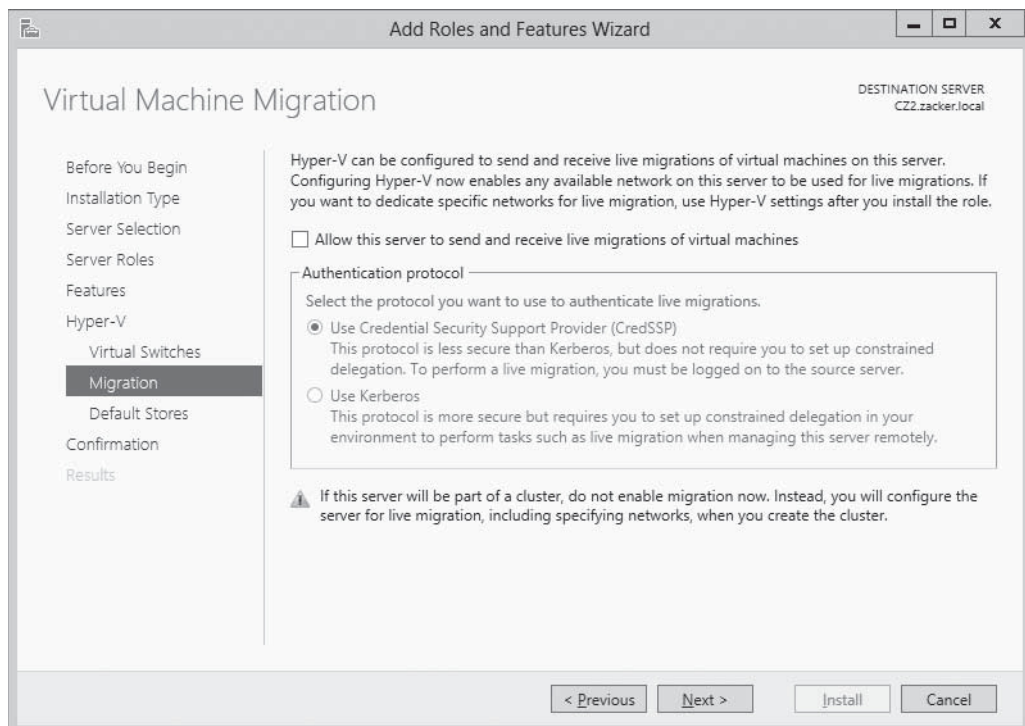 Add Roles and Features Wizard
Virtual Machine Migration
DESTINATION SERVER
CZ2.zacker.local
Before You Begin
Installation Type
Server Selection
Server Roles
Features
Hyper-V
Virtual Switches
Migration
Default Stores
Confirmation
Results
Hyper-V can be configured to send and receive live migrations of virtual machines on this server.
Configuring Hyper-V now enables any available network on this server to be used for live migrations. If
you want to dedicate specific networks for live migration, use Hyper-V settings after you install the role.
Allow this server to send and receive live migrations of virtual machines
Authentication protocol
Select the protocol you want to use to authenticate live migrations.
Use Credential Security Support Provider (CredSSP)
This protocol is less secure than Kerberos, but does not require you to set up constrained
delegation. To perform a live migration, you must be logged on to the source server.
Use Kerberos
This protocol is more secure but requires you to set up constrained delegation in your
environment to perform tasks such as live migration when managing this server remotely.
If this server will be part of a cluster, do not enable migration now. Instead, you will configure the
server for live migration, including specifying networks, when you create the cluster.
< Previous
Next >
Install
Cancel